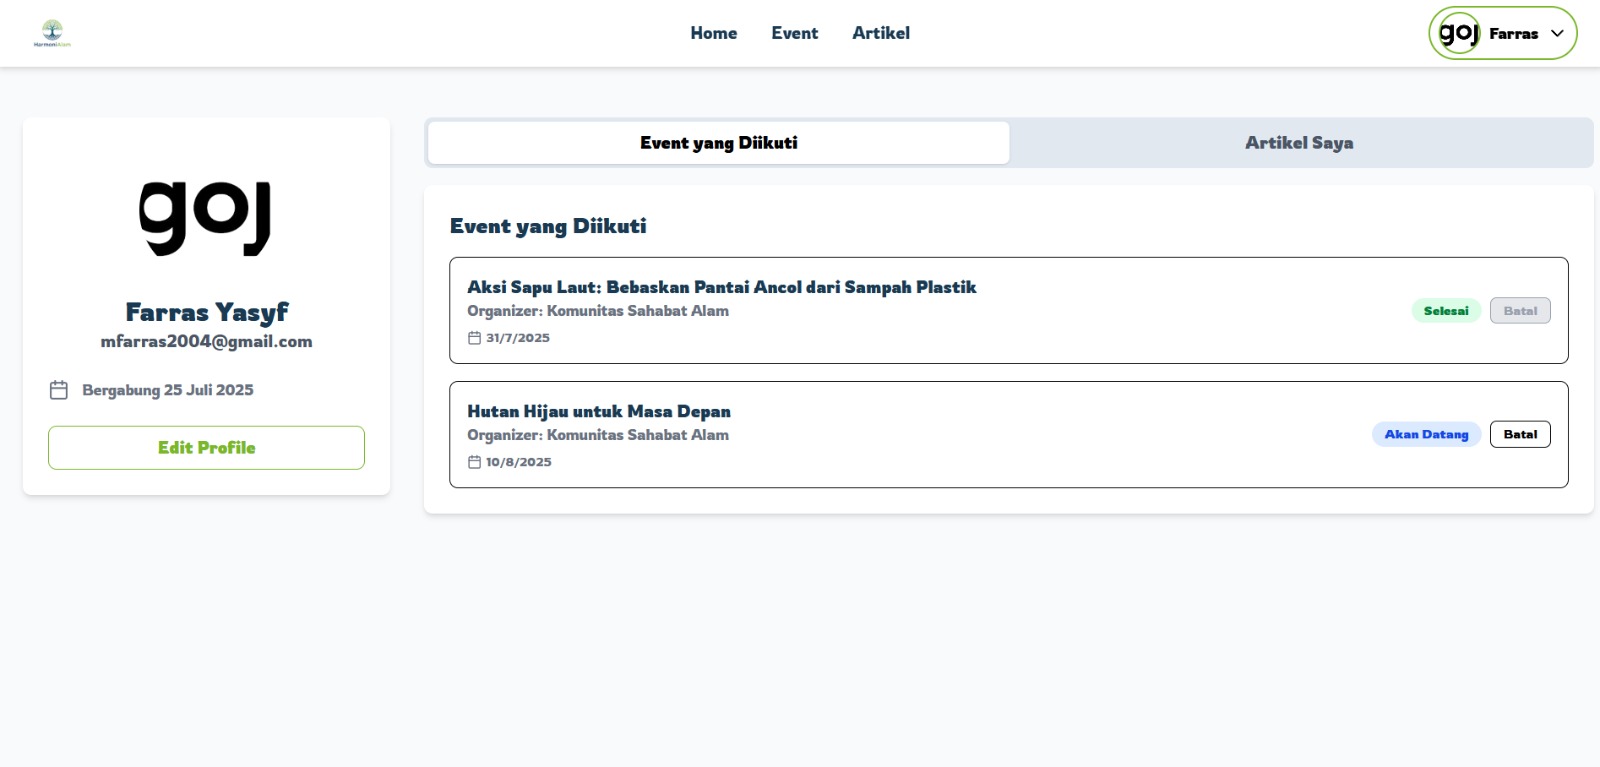 HarmoniAlam
Home
Event
Artikel
goj
Farras
goj
Farras Yasyf
mfarras2004@gmail.com
Bergabung 25 Juli 2025
Edit Profile
Event yang Diikuti
Artikel Saya
Event yang Diikuti
Aksi Sapu Laut: Bebaskan Pantai Ancol dari Sampah Plastik
Organizer: Komunitas Sahabat Alam
31/7/2025
Selesai
Batal
Hutan Hijau untuk Masa Depan
Organizer: Komunitas Sahabat Alam
10/8/2025
Akan Datang
Batal